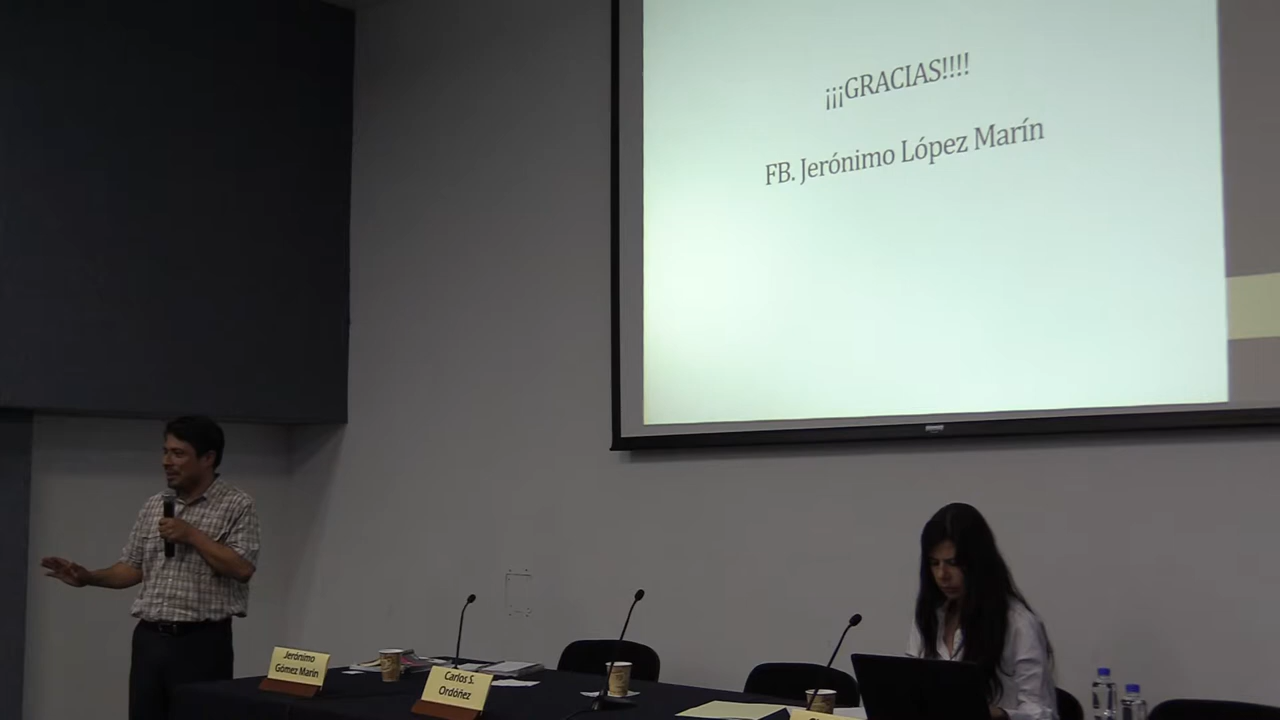 ¡¡¡GRACIAS!!!!
FB. Jerónimo López Marín
Jerónimo
Gómez Marín
Carlos S.
Ordóñez